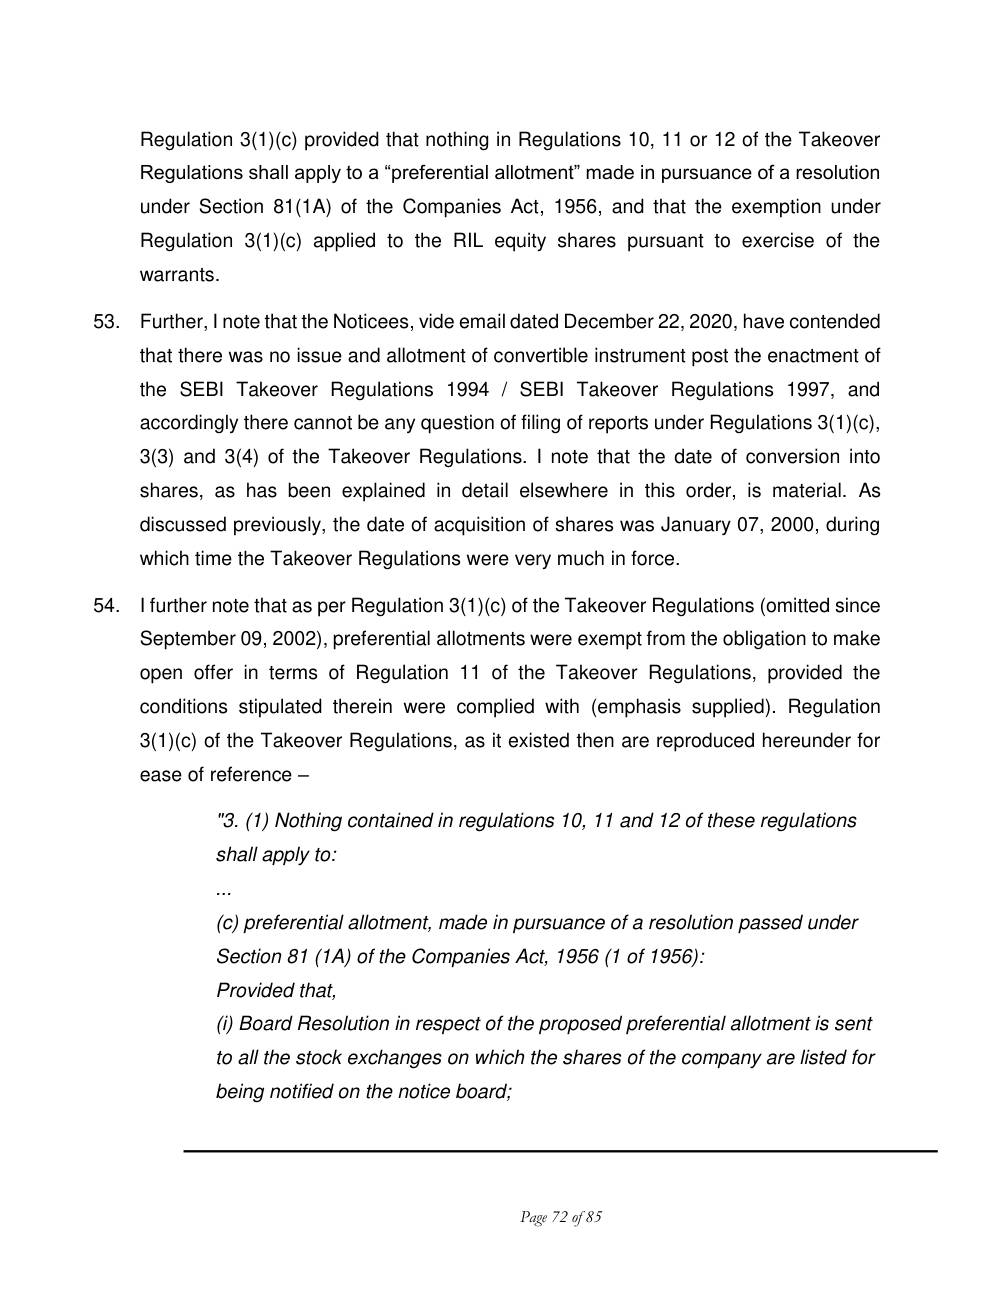 Regulation 3(1)(c) provided that nothing in Regulations 10, 11 or 12 of the Takeover
Regulations shall apply to a “preferential allotment” made in pursuance of a resolution
under Section 81(1A) of the Companies Act, 1956, and that the exemption under
Regulation 3(1)(c) applied to the RIL equity shares pursuant to exercise of the
warrants.
53. Further, I note that the Noticees, vide email dated December 22, 2020, have contended
that there was no issue and allotment of convertible instrument post the enactment of
the SEBI Takeover Regulations 1994 / SEBI Takeover Regulations 1997, and
accordingly there cannot be any question of filing of reports under Regulations 3(1)(c),
3(3) and 3(4) of the Takeover Regulations. I note that the date of conversion into
shares, as has been explained in detail elsewhere in this order, is material. As
discussed previously, the date of acquisition of shares was January 07, 2000, during
which time the Takeover Regulations were very much in force.
54. I further note that as per Regulation 3(1)(c) of the Takeover Regulations (omitted since
September 09, 2002), preferential allotments were exempt from the obligation to make
open offer in terms of Regulation 11 of the Takeover Regulations, provided the
conditions stipulated therein were complied with (emphasis supplied). Regulation
3(1)(c) of the Takeover Regulations, as it existed then are reproduced hereunder for
ease of reference –
"3. (1) Nothing contained in regulations 10, 11 and 12 of these regulations
shall apply to:
...
(c) preferential allotment, made in pursuance of a resolution passed under
Section 81 (1A) of the Companies Act, 1956 (1 of 1956):
Provided that,
(i) Board Resolution in respect of the proposed preferential allotment is sent
to all the stock exchanges on which the shares of the company are listed for
being notified on the notice board;
Page 72 of 85